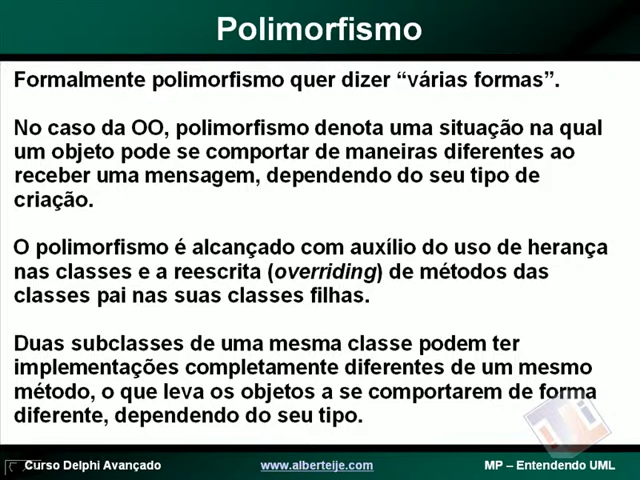 Polimorfismo
Formalmente polimorfismo quer dizer “várias formas”.
No caso da OO, polimorfismo denota uma situação na qual
um objeto pode se comportar de maneiras diferentes ao
receber uma mensagem, dependendo do seu tipo de
criação.
O polimorfismo é alcançado com auxílio do uso de herança
nas classes e a reescrita (overriding) de métodos das
classes pai nas suas classes filhas.
Duas subclasses de uma mesma classe podem ter
implementações completamente diferentes de um mesmo
método, o que leva os objetos a se comportarem de forma
diferente, dependendo do seu tipo.
Curso Delphi Avançado
www.alberteije.com
MP – Entendendo UML